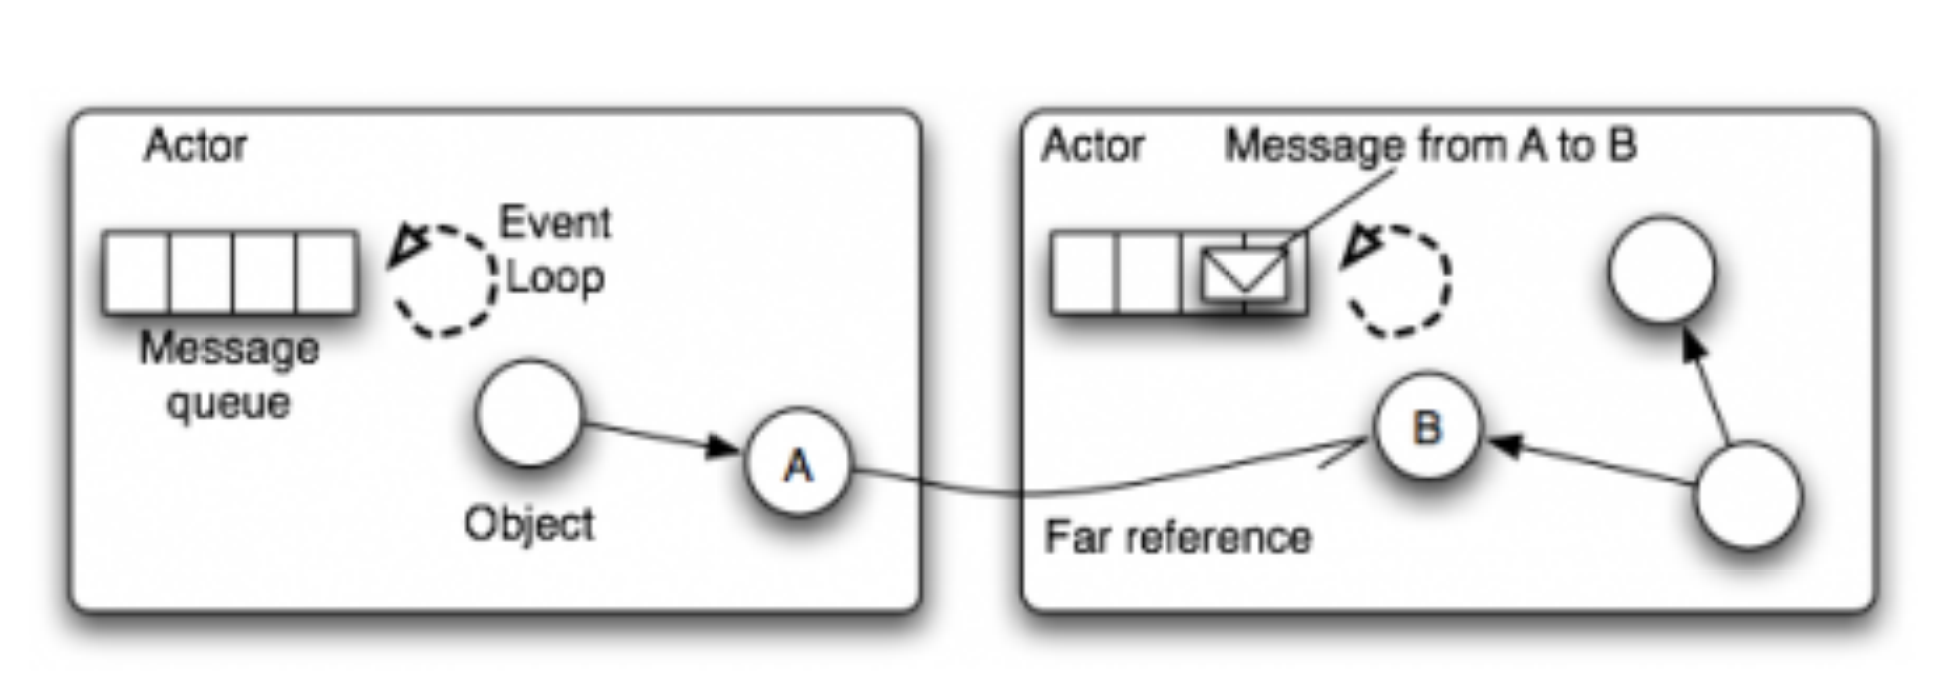 Actor
Event
Loop
Message
queue
Object
A
Actor
Message from A to B
B
Far reference